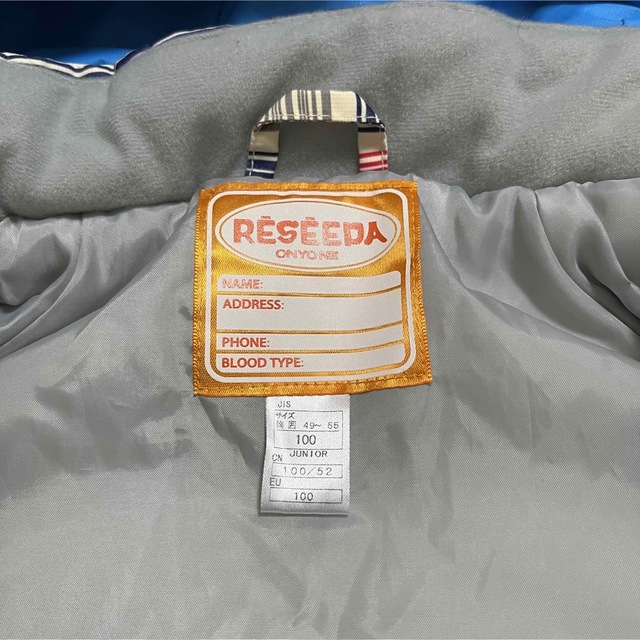 RĒSĒEDA
ONYONE
NAME:
ADDRESS:
PHONE:
BLOOD TYPE:
JIS
サイズ
胸囲 49~55
100
CN JUNIOR
100/52
EU
100